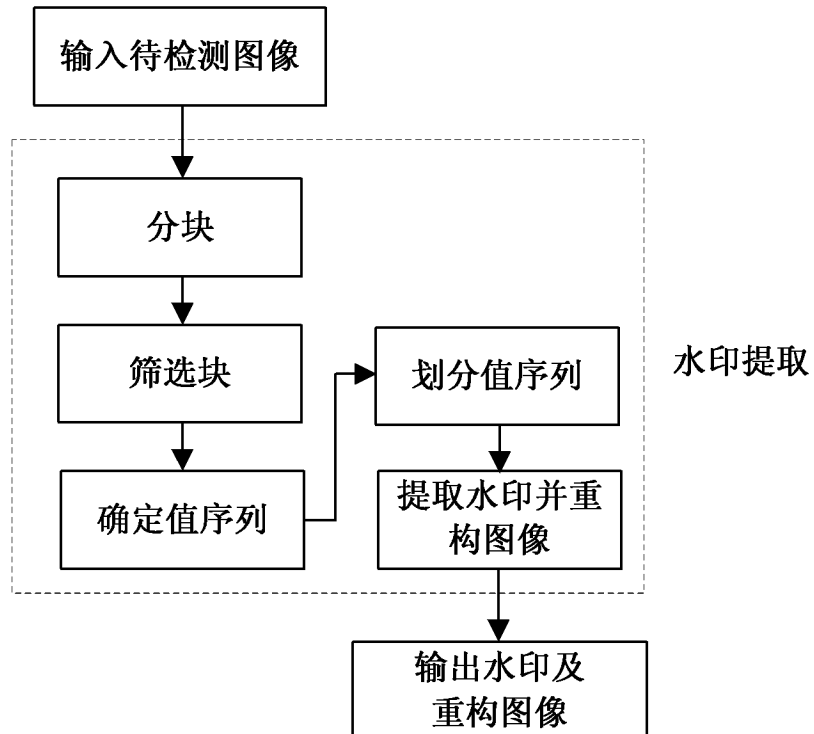 输入待检测图像
分块
筛选块
确定值序列
划分值序列
提取水印并重
构图像
输出水印及
重构图像
水印提取